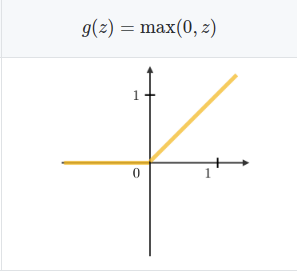 g(z) = max(0, z)
1
0
1